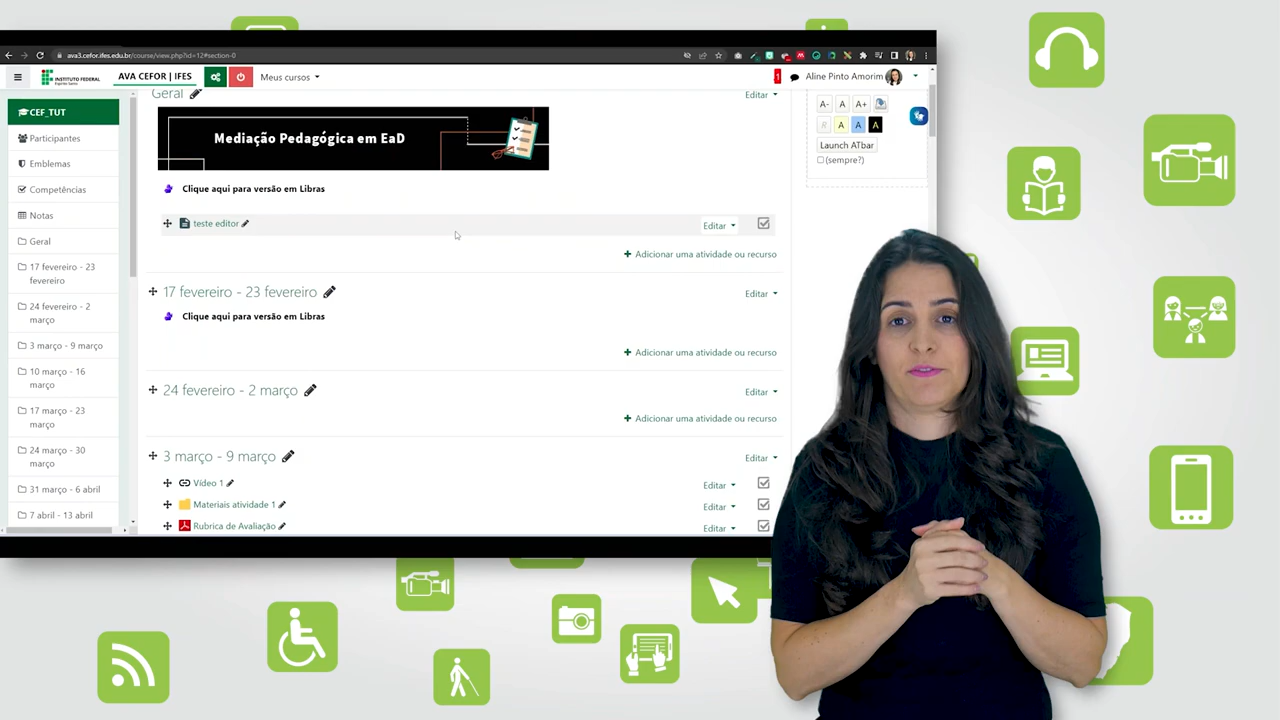 ava3.cefor.ifes.edu.br/course/view.php?id=12#section-0
INSTITUTO FEDERAL
Espírito Santo
AVA CEFOR | IFES
Meus cursos
1
Aline Pinto Amorim
CEF_TUT
Participantes
Emblemas
Competências
Notas
Geral
17 fevereiro - 23
fevereiro
24 fevereiro - 2
março
3 março - 9 março
10 março - 16
março
17 março - 23
março
24 março - 30
março
31 março - 6 abril
7 abril - 13 abril
Geral
Editar
Mediação Pedagógica em EaD
Clique aqui para versão em Libras
teste editor
Editar
Adicionar uma atividade ou recurso
17 fevereiro - 23 fevereiro
Editar
Clique aqui para versão em Libras
Adicionar uma atividade ou recurso
24 fevereiro - 2 março
Editar
Adicionar uma atividade ou recurso
3 março - 9 março
Editar
Vídeo 1
Editar
Materiais atividade 1
Editar
Rubrica de Avaliação
Editar
A- A A+
R A A A
Launch ATbar
(sempre?)